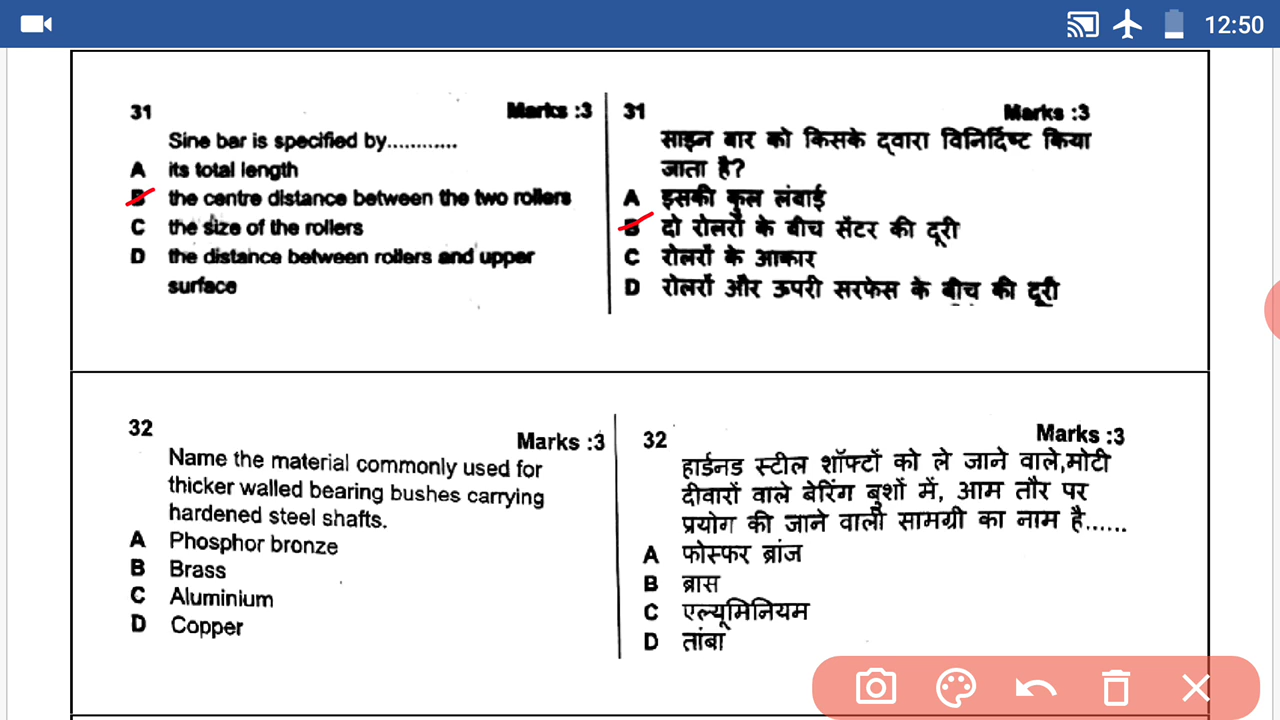 12:50
31 Marks :3
Sine bar is specified by............
A its total length
B the centre distance between the two rollers
C the size of the rollers
D the distance between rollers and upper
surface
31 Marks :3
साइन बार को किसके द्वारा विनिर्दिष्ट किया
जाता है?
A इसकी कुल लंबाई
B दो रोलरों के बीच सेंटर की दूरी
C रोलरों के आकार
D रोलरों और ऊपरी सरफेस के बीच की दूरी
32 Marks :3
Name the material commonly used for
thicker walled bearing bushes carrying
hardened steel shafts.
A Phosphor bronze
B Brass
C Aluminium
D Copper
32 Marks :3
हार्डनड स्टील शॉफ्टों को ले जाने वाले,मोटी
दीवारों वाले बेरिंग बुशों में, आम तौर पर
प्रयोग की जाने वाली सामग्री का नाम है......
A फोस्फर ब्रांज
B ब्रास
C एल्यूमिनियम
D तांबा